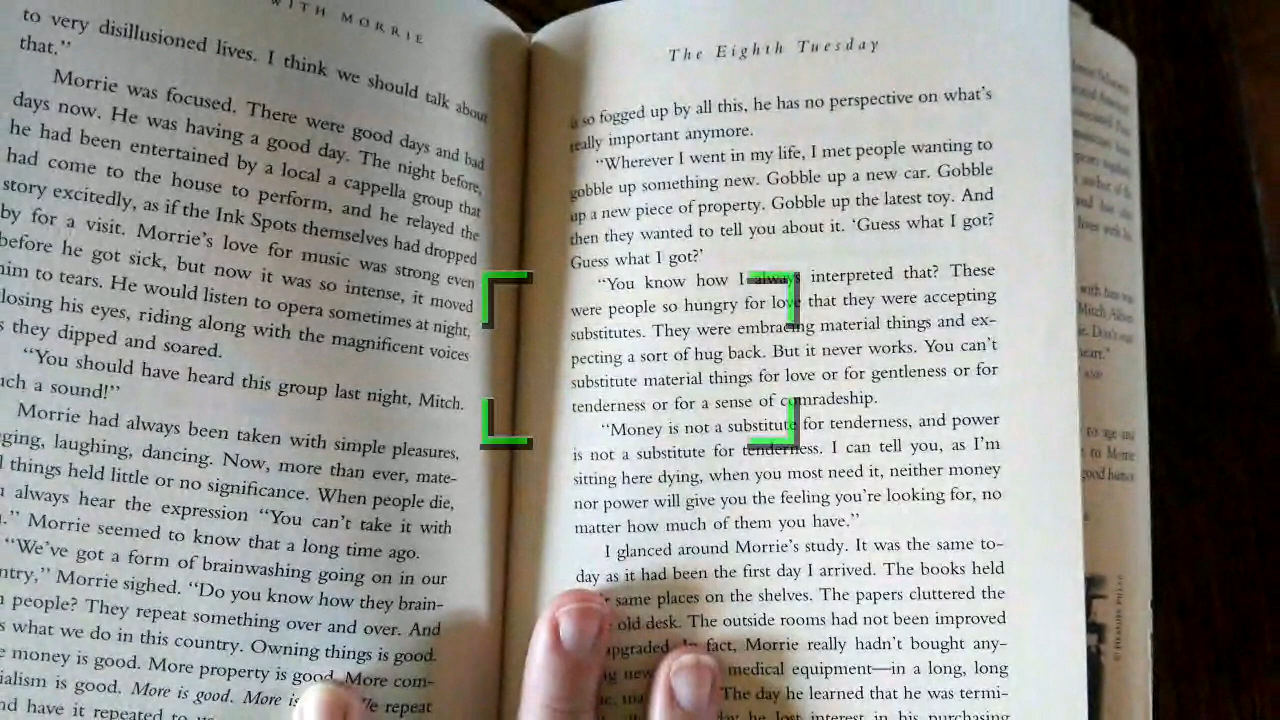 WITH MORRIE
to very disillusioned lives. I think we should talk about
that."
Morrie was focused. There were good days and bad
days now. He was having a good day. The night before,
he had been entertained by a local a cappella group that
had come to the house to perform, and he relayed the
story excitedly, as if the Ink Spots themselves had dropped
by for a visit. Morrie's love for music was strong even
before he got sick, but now it was so intense, it moved
him to tears. He would listen to opera sometimes at night,
closing his eyes, riding along with the magnificent voices
as they dipped and soared.
"You should have heard this group last night, Mitch.
such a sound!"
Morrie had always been taken with simple pleasures,
laughing, dancing. Now, more than ever, mate-
things held little or no significance. When people die,
always hear the expression "You can't take it with
Morrie seemed to know that a long time ago.
"We've got a form of brainwashing going on in our
Morrie sighed. "Do you know how they brain-
people? They repeat something over and over. And
what we do in this country. Owning things is good.
money is good. More property is good. More com-
is good. More is good. More is repeat
have it repeated to
The Eighth Tuesday
is so fogged up by all this, he has no perspective on what's
really important anymore.
"Wherever I went in my life, I met people wanting to
gobble up something new. Gobble up a new car. Gobble
up a new piece of property. Gobble up the latest toy. And
then they wanted to tell you about it. 'Guess what I got?
Guess what I got?'
"You know how I always interpreted that? These
were people so hungry for love that they were accepting
substitutes. They were embracing material things and ex-
pecting a sort of hug back. But it never works. You can't
substitute material things for love or for gentleness or for
tenderness or for a sense of comradeship.
"Money is not a substitute for tenderness, and power
is not a substitute for tenderness. I can tell you, as I'm
sitting here dying, when you most need it, neither money
nor power will give you the feeling you're looking for, no
matter how much of them you have."
I glanced around Morrie's study. It was the same to-
day as it had been the first day I arrived. The books held
same places on the shelves. The papers cluttered the
old desk. The outside rooms had not been improved
upgraded. In fact, Morrie really hadn't bought any-
new medical equipment—in a long, long
The day he learned that he was termi-
he lost interest in his purchasing